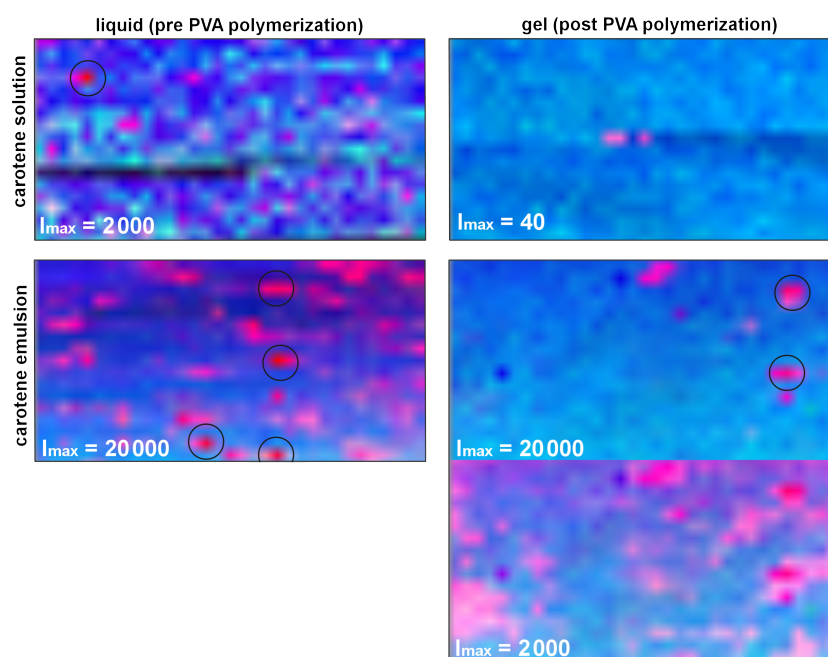 liquid (pre PVA polymerization)
gel (post PVA polymerization)
carotene solution
Imax = 2000
Imax = 40
carotene emulsion
Imax = 20000
Imax = 20000
Imax = 2000